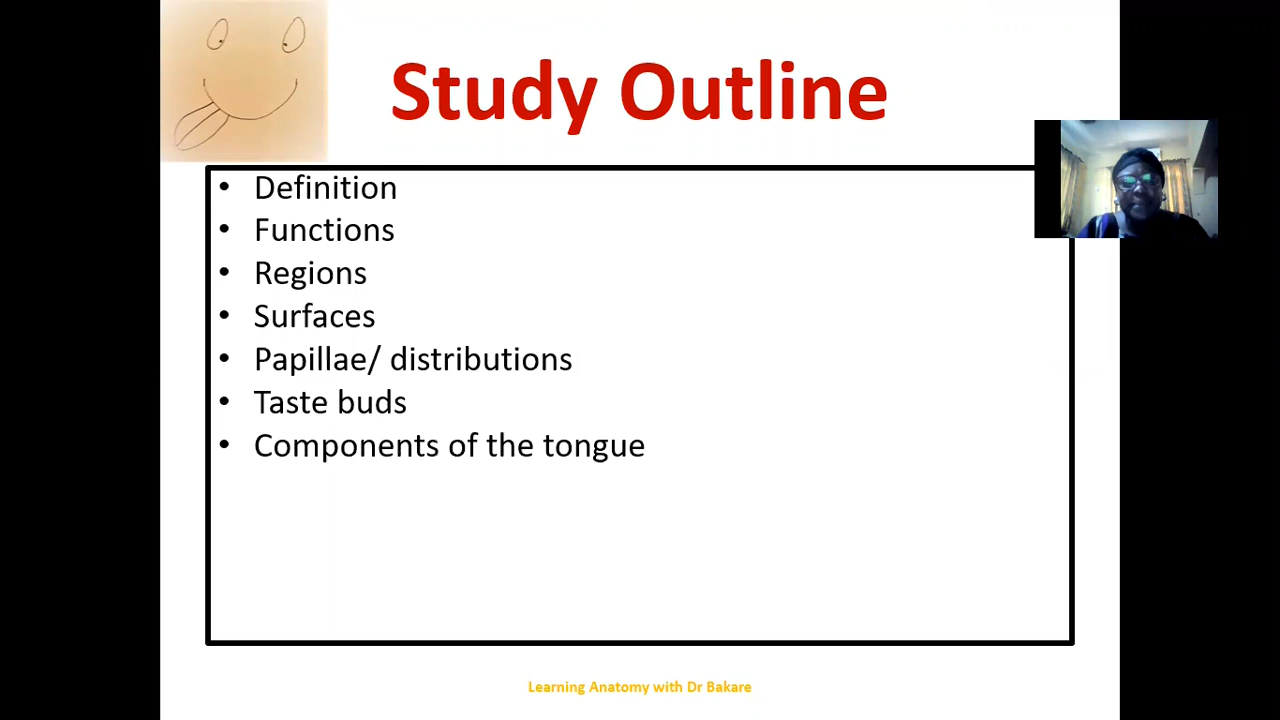 Study Outline
• Definition
• Functions
• Regions
• Surfaces
• Papillae/ distributions
• Taste buds
• Components of the tongue
Learning Anatomy with Dr Bakare